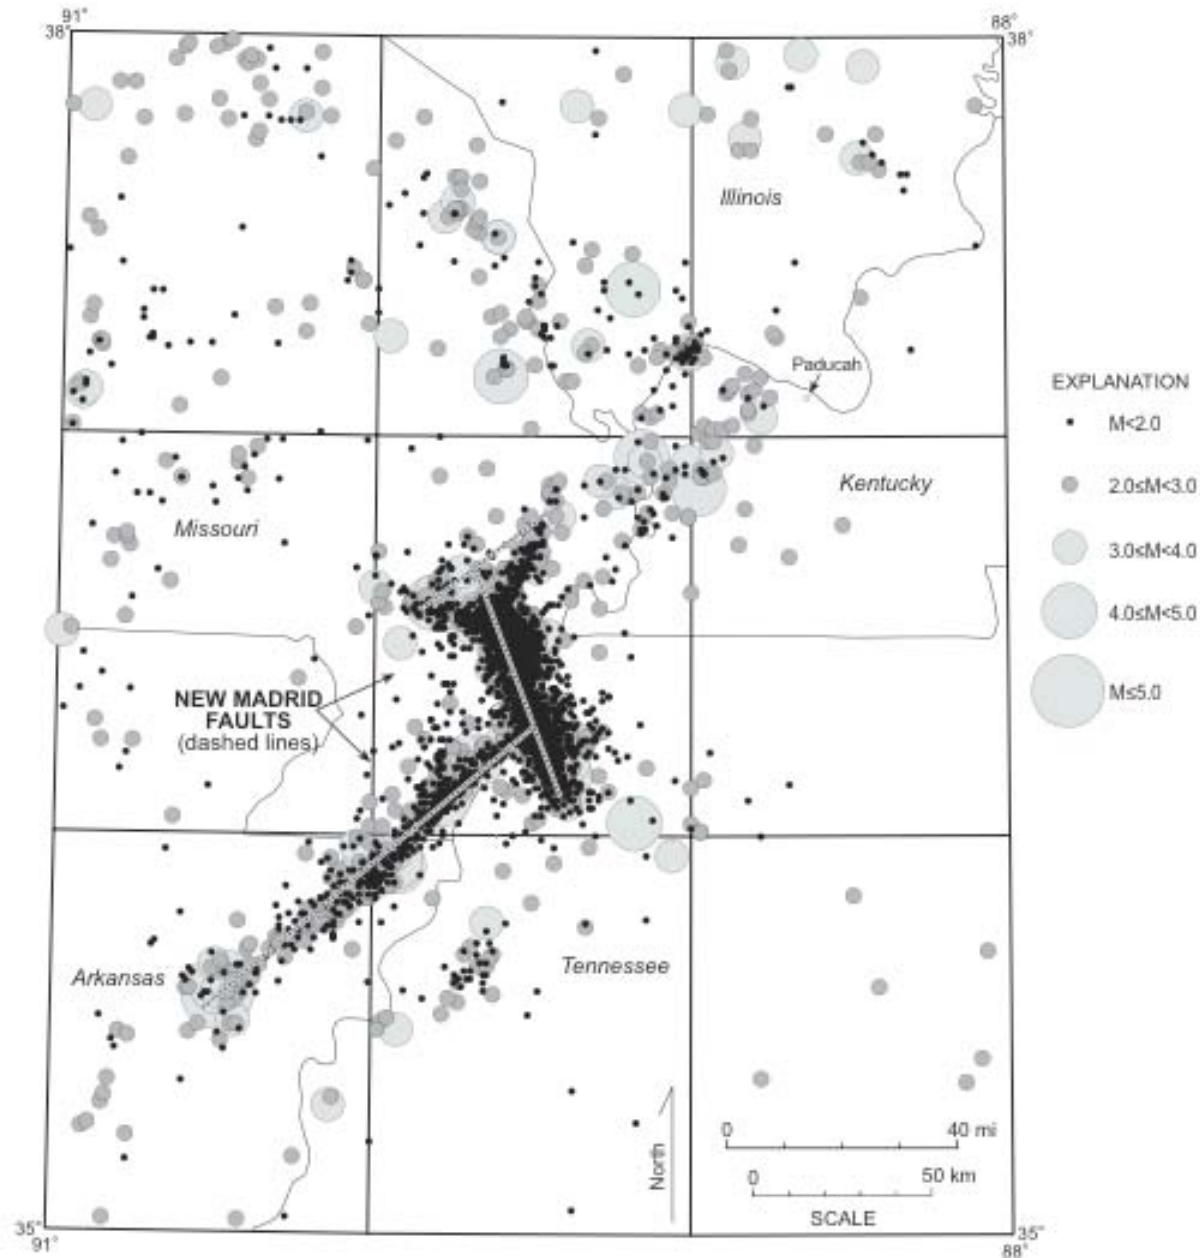 91°
88°
38°
38°
Illinois
Paducah
EXPLANATION
M<2.0
Kentucky
2.0≤M<3.0
Missouri
3.0≤M<4.0
4.0≤M<5.0
NEW MADRID
FAULTS
(dashed lines)
M≤5.0
Arkansas
Tennessee
North
0
40 mi
0
50 km
SCALE
35°
35°
91°
88°